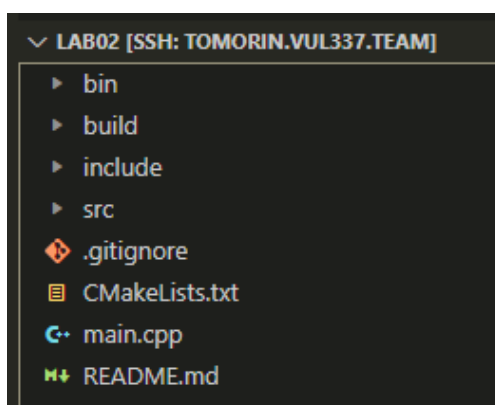 LAB02 [SSH: TOMORIN.VUL337.TEAM]
bin
build
include
src
.gitignore
CMakeLists.txt
main.cpp
README.md